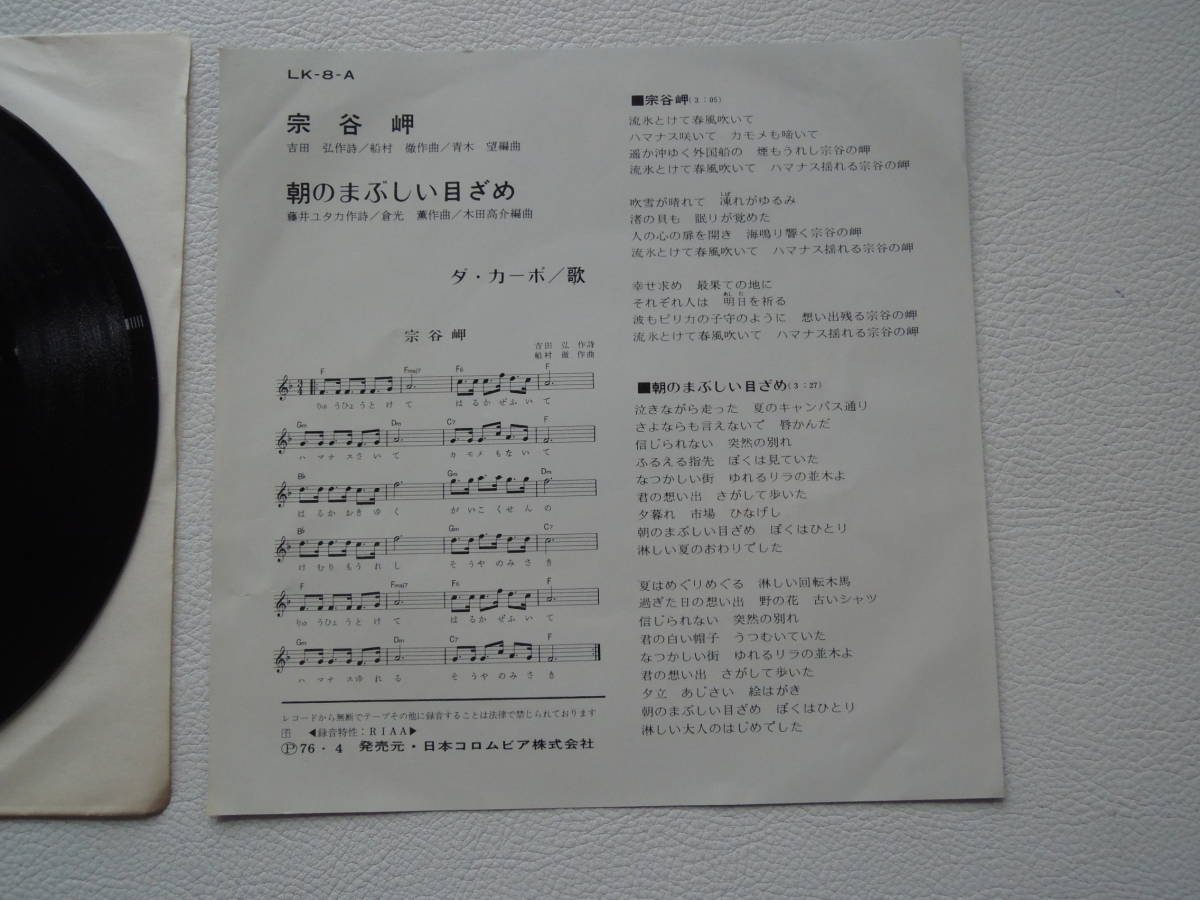 LK-8-A
宗谷岬
吉田 弘作詩/船村 徹作曲/青木 望編曲
朝のまぶしい目ざめ
藤井ユタカ作詩/倉光 薫作曲/木田高介編曲
ダ・カーポ/歌
宗谷岬
吉田 弘 作詩
船村 徹 作曲
F Fmaj7 F6 F
りゅうひょうとけて はるかぜふいて
Gm Dm C7 F
ハマナスさいて カモメもないて
B♭ Gm Dm
はるかおきゆく がいこくせんの
B♭ Gm C7
けむりもうれし そうやのみさき
F Fmaj7 F6 F
りゅうひょうとけて はるかぜふいて
Gm Dm C7 F
ハマナスゆれる そうやのみさき
レコードから無断でテープその他に録音することは法律で禁じられております
◀録音特性:RIAA▶
Ⓟ76・4 発売元・日本コロムビア株式会社
■宗谷岬(3:05)
流氷とけて春風吹いて
ハマナス咲いて カモメも啼いて
遥か沖ゆく外国船の 煙もうれし宗谷の岬
流氷とけて春風吹いて ハマナス揺れる宗谷の岬
吹雪が晴れて 凍れがゆるみ
渚の貝も 眠りが覚めた
人の心の扉を開き 海鳴り響く宗谷の岬
流氷とけて春風吹いて ハマナス揺れる宗谷の岬
幸せ求め 最果ての地に
それぞれ人は 明日を祈る
波もピリカの子守のように 想い出残る宗谷の岬
流氷とけて春風吹いて ハマナス揺れる宗谷の岬
■朝のまぶしい目ざめ(3:27)
泣きながら走った 夏のキャンパス通り
さよならも言えないで 唇かんだ
信じられない 突然の別れ
ふるえる指先 ぼくは見ていた
なつかしい街 ゆれるリラの並木よ
君の想い出 さがして歩いた
夕暮れ 市場 ひなげし
朝のまぶしい目ざめ ぼくはひとり
淋しい夏のおわりでした
夏はめぐりめぐる 淋しい回転木馬
過ぎた日の想い出 野の花 古いシャツ
信じられない 突然の別れ
君の白い帽子 うつむいていた
なつかしい街 ゆれるリラの並木よ
君の想い出 さがして歩いた
夕立 あじさい 絵はがき
朝のまぶしい目ざめ ぼくはひとり
淋しい大人のはじめでした